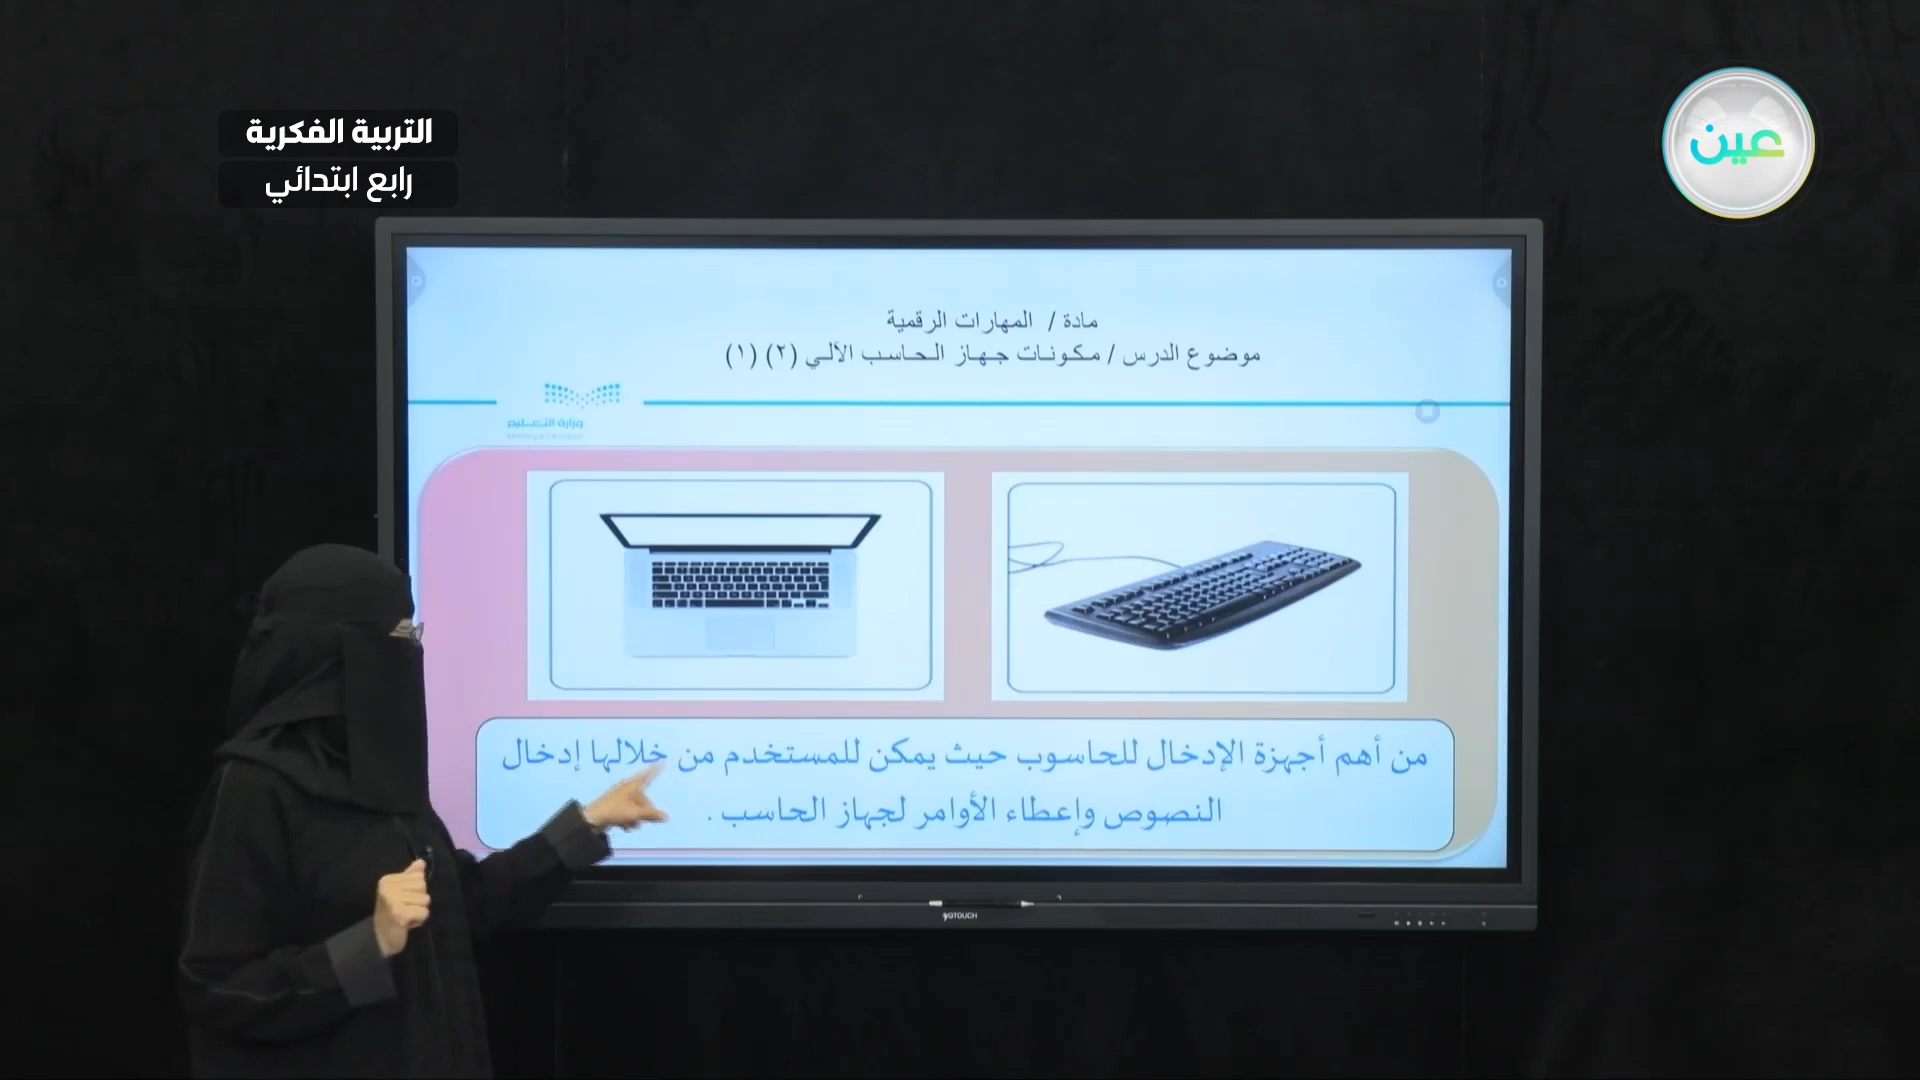 التربية الفكرية
رابع ابتدائي
عين
مادة / المهارات الرقمية
موضوع الدرس / مكونات جهاز الحاسب الآلي (٢) (١)
وزارة التعليم
من أهم أجهزة الإدخال للحاسوب حيث يمكن للمستخدم من خلالها إدخال
النصوص وإعطاء الأوامر لجهاز الحاسب .